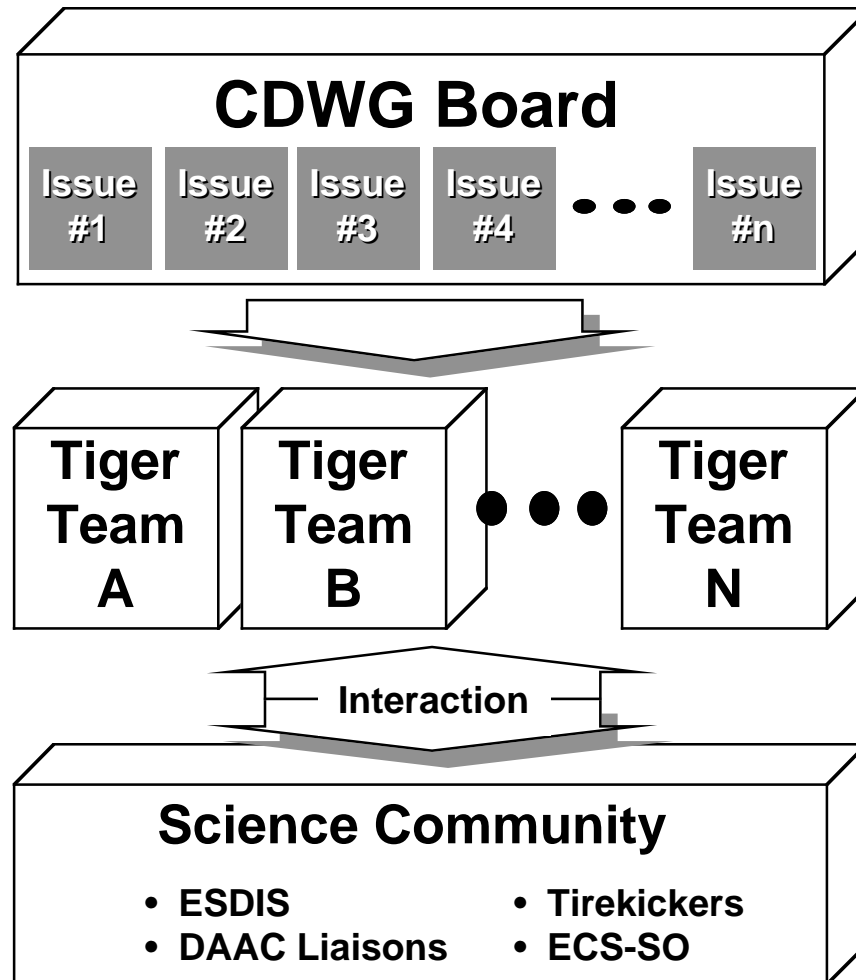 CDWG Board
Issue #1
Issue #2
Issue #3
Issue #4
Issue #n
Tiger Team A
Tiger Team B
Tiger Team N
Interaction
Science Community
• ESDIS
• DAAC Liaisons
• Tirekickers
• ECS-SO